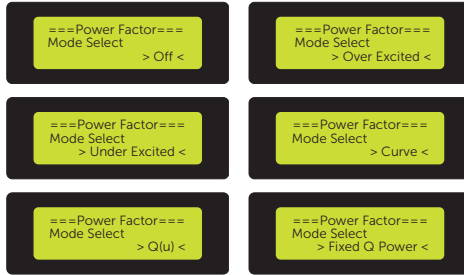 ===Power Factor===
Mode Select
> Off <
===Power Factor===
Mode Select
> Over Excited <
===Power Factor===
Mode Select
> Under Excited <
===Power Factor===
Mode Select
> Curve <
===Power Factor===
Mode Select
> Q(u) <
===Power Factor===
Mode Select
> Fixed Q Power <